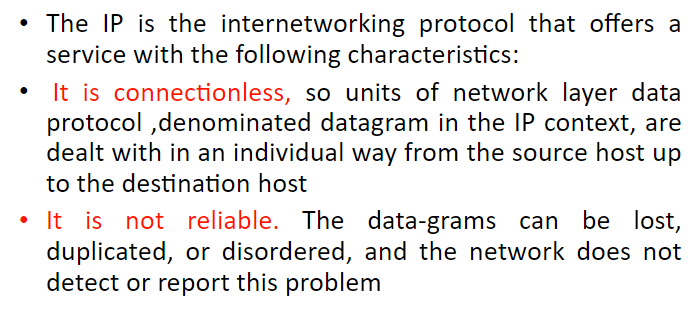 • The IP is the internetworking protocol that offers a
service with the following characteristics:
• It is connectionless, so units of network layer data
protocol ,denominated datagram in the IP context, are
dealt with in an individual way from the source host up
to the destination host
• It is not reliable. The data-grams can be lost,
duplicated, or disordered, and the network does not
detect or report this problem